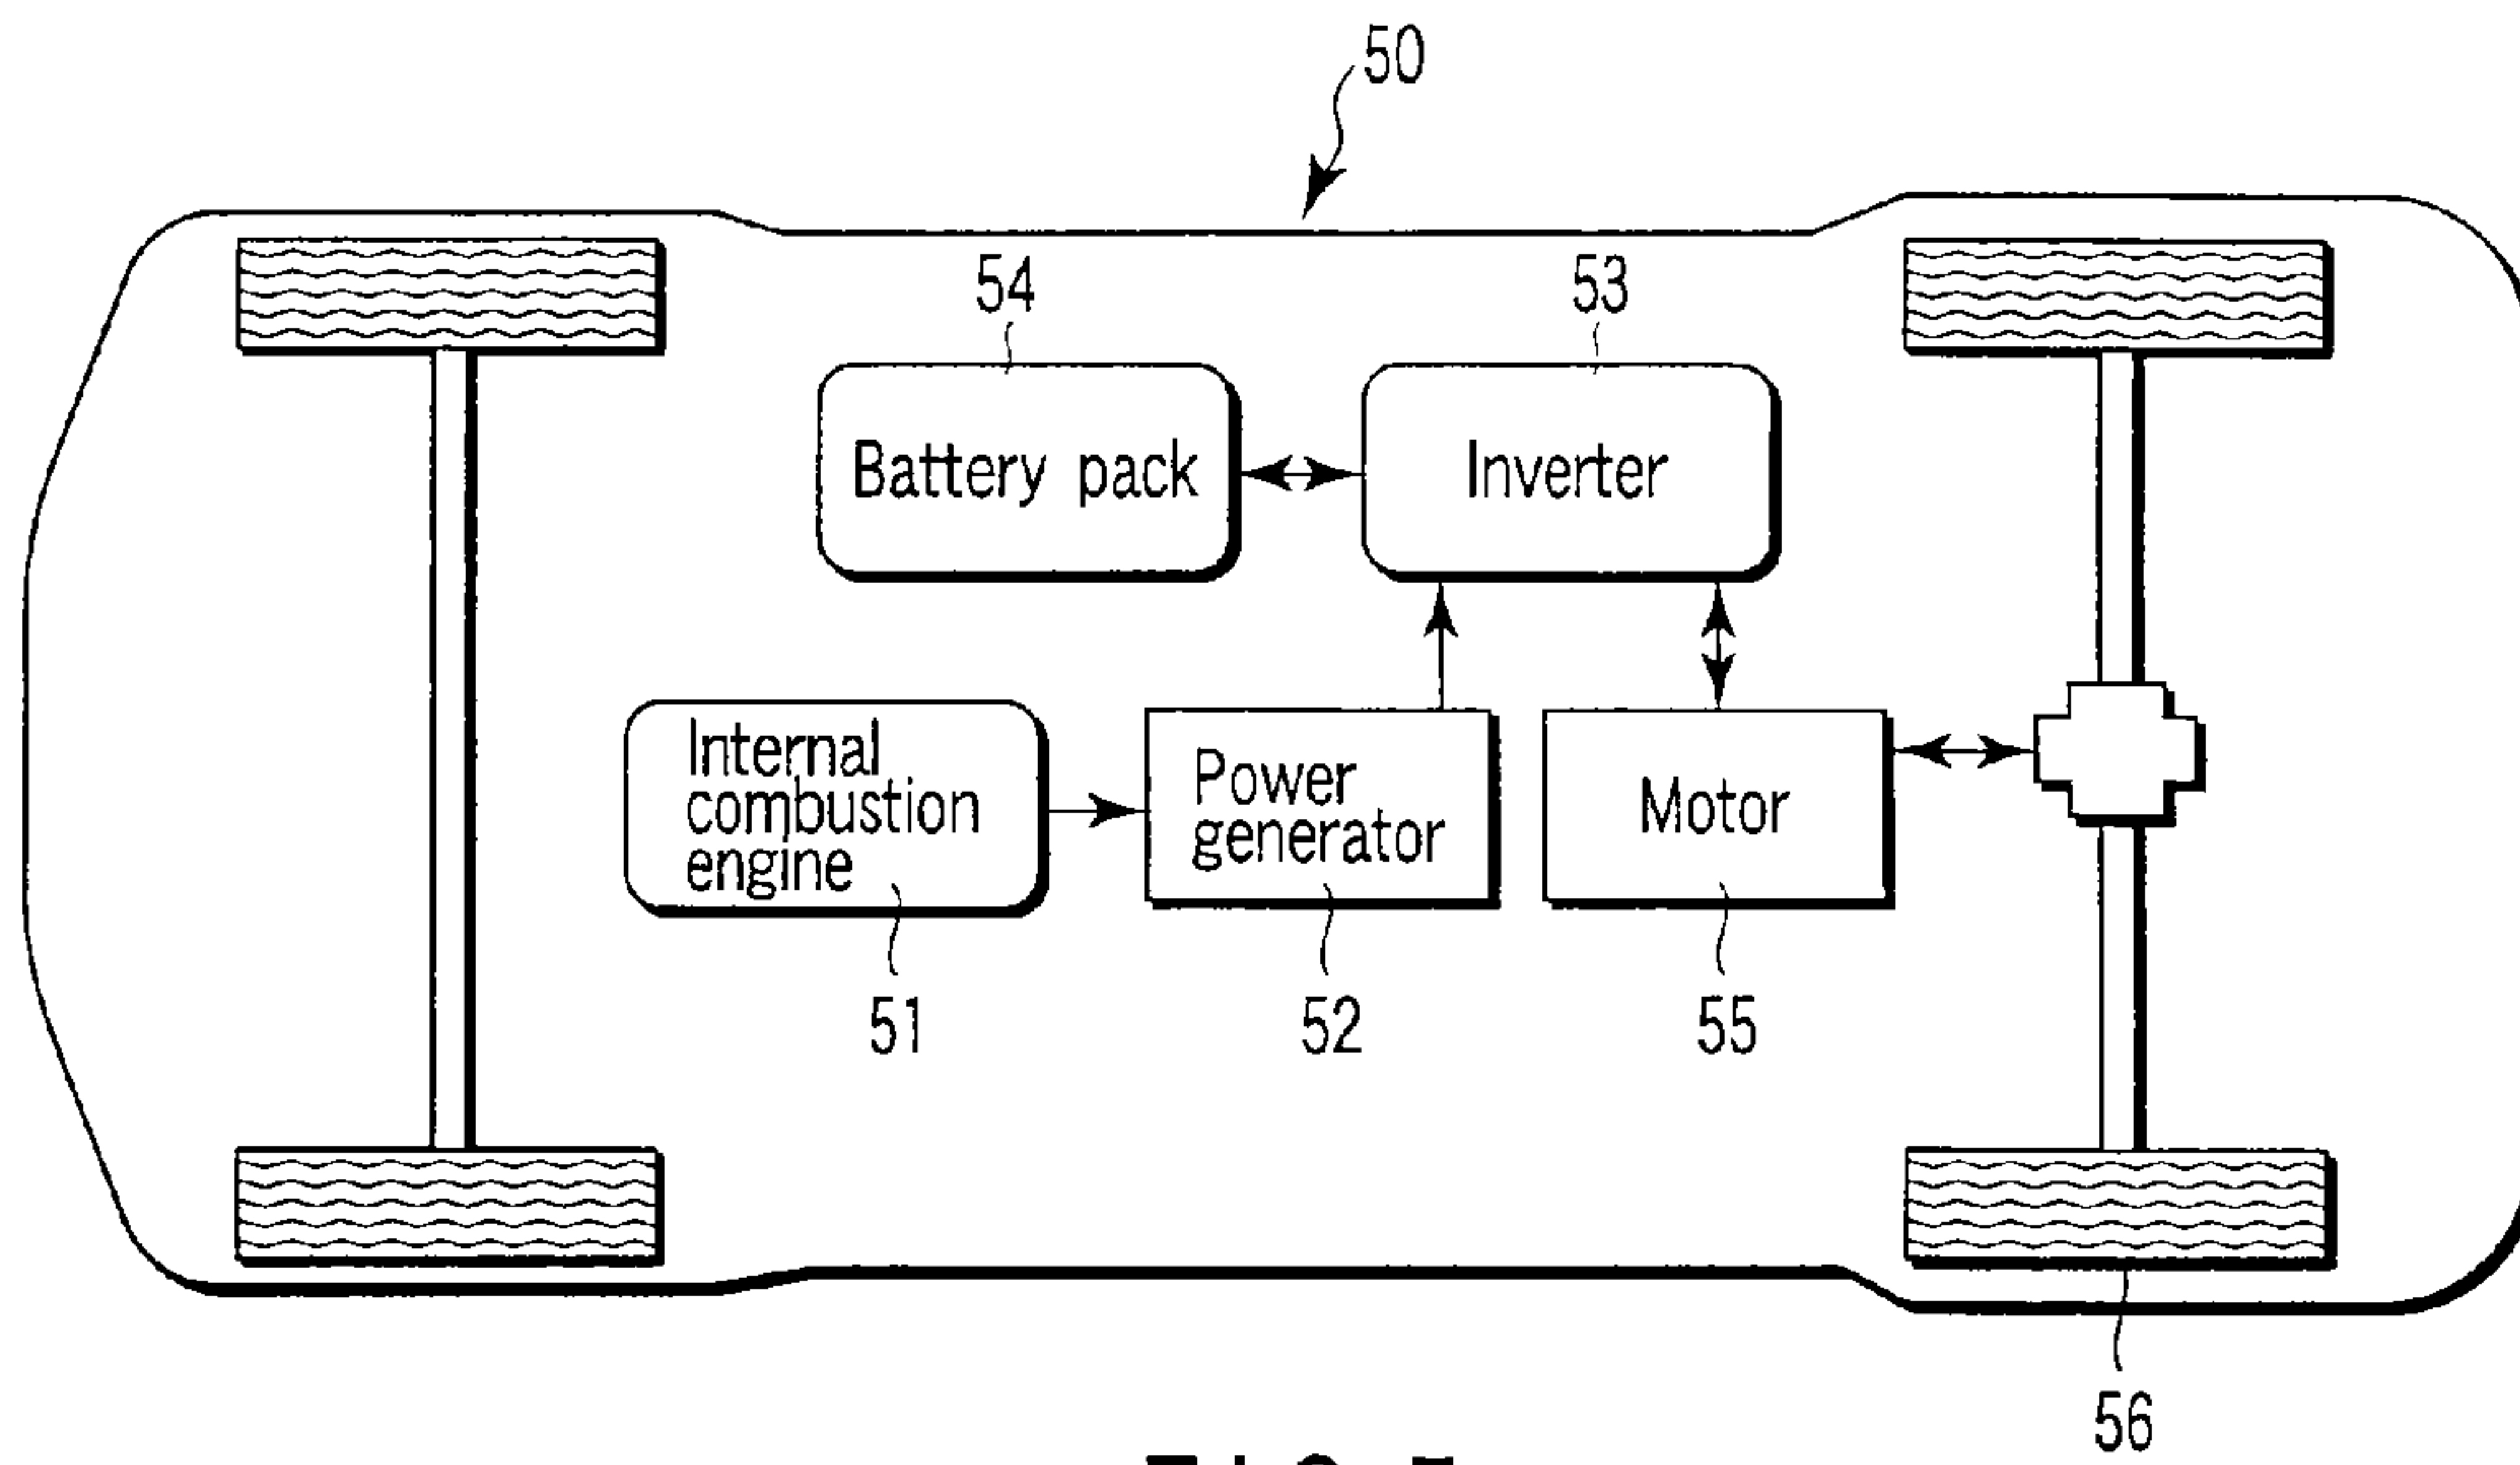 50
54
53
Battery pack
Inverter
Internal
combustion
engine
Power
generator
Motor
51
52
55
56